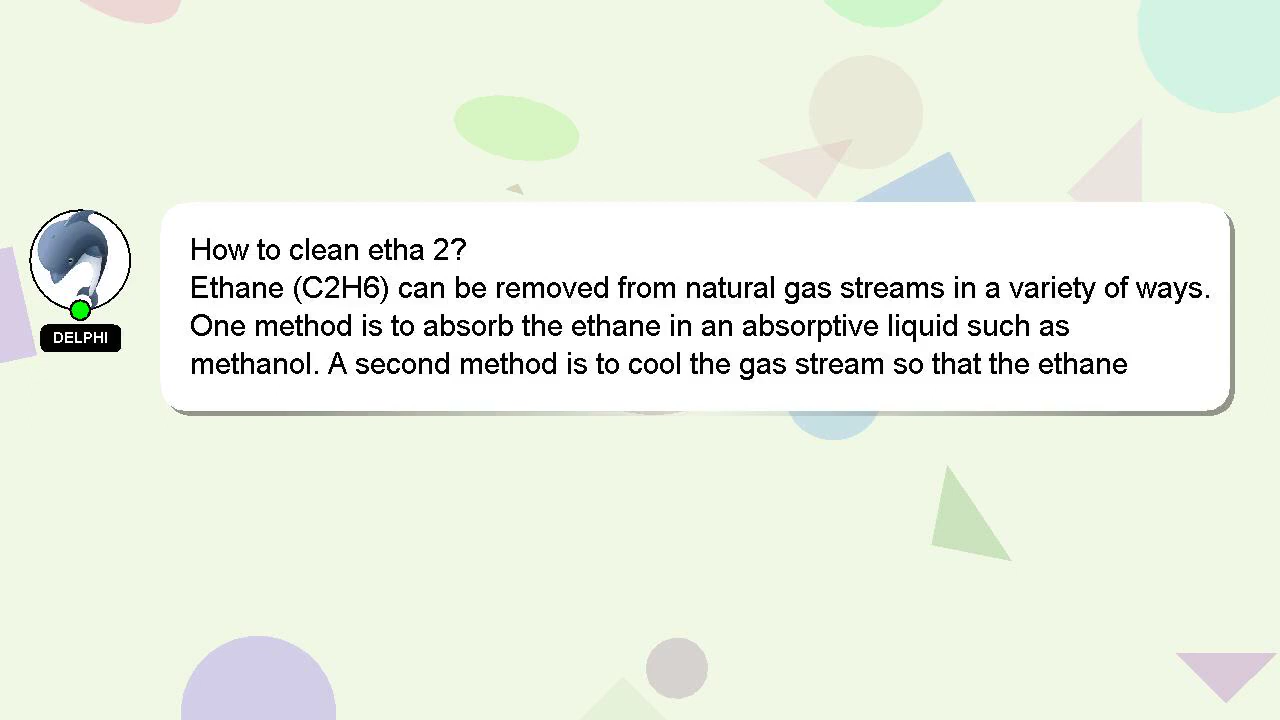 How to clean etha 2?
Ethane (C2H6) can be removed from natural gas streams in a variety of ways.
One method is to absorb the ethane in an absorptive liquid such as
methanol. A second method is to cool the gas stream so that the ethane
DELPHI